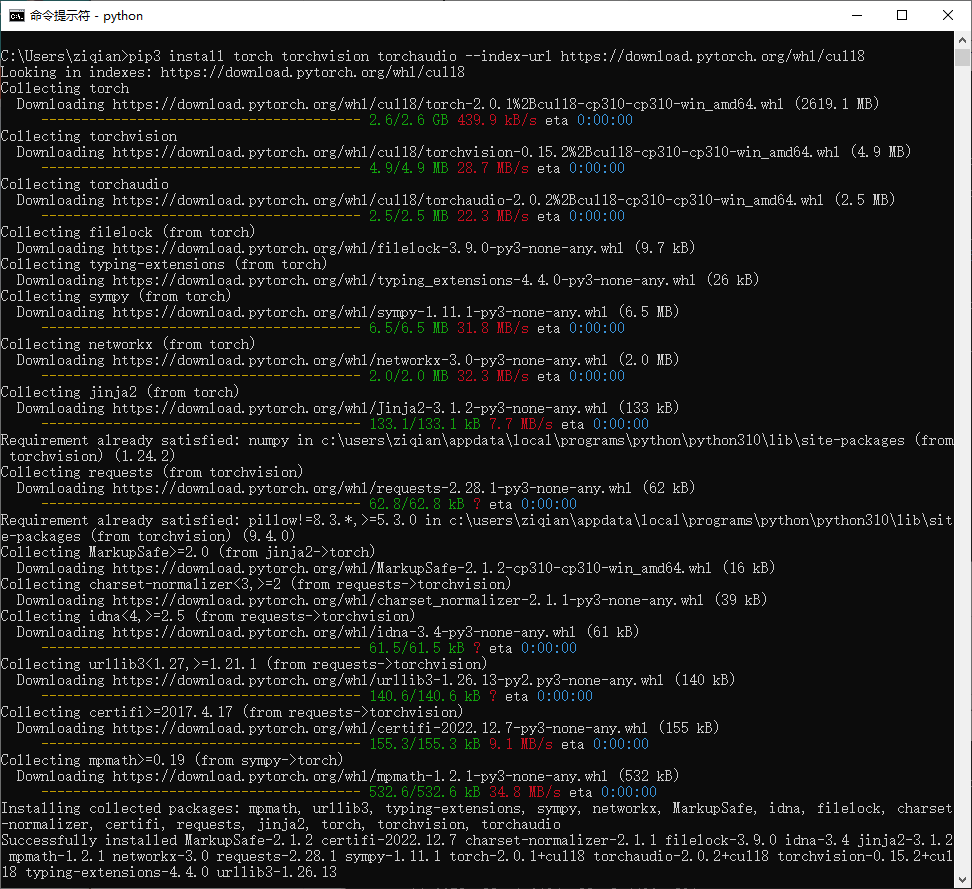 命令提示符 - python
C:\Users\ziqian>pip3 install torch torchvision torchaudio --index-url https://download.pytorch.org/whl/cu118
Looking in indexes: https://download.pytorch.org/whl/cu118
Collecting torch
  Downloading https://download.pytorch.org/whl/cu118/torch-2.0.1%2Bcu118-cp310-cp310-win_amd64.whl (2619.1 MB)
     ---------------------------------------- 2.6/2.6 GB 439.9 kB/s eta 0:00:00
Collecting torchvision
  Downloading https://download.pytorch.org/whl/cu118/torchvision-0.15.2%2Bcu118-cp310-cp310-win_amd64.whl (4.9 MB)
     ---------------------------------------- 4.9/4.9 MB 28.7 MB/s eta 0:00:00
Collecting torchaudio
  Downloading https://download.pytorch.org/whl/cu118/torchaudio-2.0.2%2Bcu118-cp310-cp310-win_amd64.whl (2.5 MB)
     ---------------------------------------- 2.5/2.5 MB 22.3 MB/s eta 0:00:00
Collecting filelock (from torch)
  Downloading https://download.pytorch.org/whl/filelock-3.9.0-py3-none-any.whl (9.7 kB)
Collecting typing-extensions (from torch)
  Downloading https://download.pytorch.org/whl/typing_extensions-4.4.0-py3-none-any.whl (26 kB)
Collecting sympy (from torch)
  Downloading https://download.pytorch.org/whl/sympy-1.11.1-py3-none-any.whl (6.5 MB)
     ---------------------------------------- 6.5/6.5 MB 31.8 MB/s eta 0:00:00
Collecting networkx (from torch)
  Downloading https://download.pytorch.org/whl/networkx-3.0-py3-none-any.whl (2.0 MB)
     ---------------------------------------- 2.0/2.0 MB 32.3 MB/s eta 0:00:00
Collecting jinja2 (from torch)
  Downloading https://download.pytorch.org/whl/Jinja2-3.1.2-py3-none-any.whl (133 kB)
     ---------------------------------------- 133.1/133.1 kB 7.7 MB/s eta 0:00:00
Requirement already satisfied: numpy in c:\users\ziqian\appdata\local\programs\python\python310\lib\site-packages (from
 torchvision) (1.24.2)
Collecting requests (from torchvision)
  Downloading https://download.pytorch.org/whl/requests-2.28.1-py3-none-any.whl (62 kB)
     ---------------------------------------- 62.8/62.8 kB ? eta 0:00:00
Requirement already satisfied: pillow!=8.3.*,>=5.3.0 in c:\users\ziqian\appdata\local\programs\python\python310\lib\sit
e-packages (from torchvision) (9.4.0)
Collecting MarkupSafe>=2.0 (from jinja2->torch)
  Downloading https://download.pytorch.org/whl/MarkupSafe-2.1.2-cp310-cp310-win_amd64.whl (16 kB)
Collecting charset-normalizer<3,>=2 (from requests->torchvision)
  Downloading https://download.pytorch.org/whl/charset_normalizer-2.1.1-py3-none-any.whl (39 kB)
Collecting idna<4,>=2.5 (from requests->torchvision)
  Downloading https://download.pytorch.org/whl/idna-3.4-py3-none-any.whl (61 kB)
     ---------------------------------------- 61.5/61.5 kB ? eta 0:00:00
Collecting urllib3<1.27,>=1.21.1 (from requests->torchvision)
  Downloading https://download.pytorch.org/whl/urllib3-1.26.13-py2.py3-none-any.whl (140 kB)
     ---------------------------------------- 140.6/140.6 kB ? eta 0:00:00
Collecting certifi>=2017.4.17 (from requests->torchvision)
  Downloading https://download.pytorch.org/whl/certifi-2022.12.7-py3-none-any.whl (155 kB)
     ---------------------------------------- 155.3/155.3 kB 9.1 MB/s eta 0:00:00
Collecting mpmath>=0.19 (from sympy->torch)
  Downloading https://download.pytorch.org/whl/mpmath-1.2.1-py3-none-any.whl (532 kB)
     ---------------------------------------- 532.6/532.6 kB 34.8 MB/s eta 0:00:00
Installing collected packages: mpmath, urllib3, typing-extensions, sympy, networkx, MarkupSafe, idna, filelock, charset
-normalizer, certifi, requests, jinja2, torch, torchvision, torchaudio
Successfully installed MarkupSafe-2.1.2 certifi-2022.12.7 charset-normalizer-2.1.1 filelock-3.9.0 idna-3.4 jinja2-3.1.2
 mpmath-1.2.1 networkx-3.0 requests-2.28.1 sympy-1.11.1 torch-2.0.1+cu118 torchaudio-2.0.2+cu118 torchvision-0.15.2+cu1
18 typing-extensions-4.4.0 urllib3-1.26.13